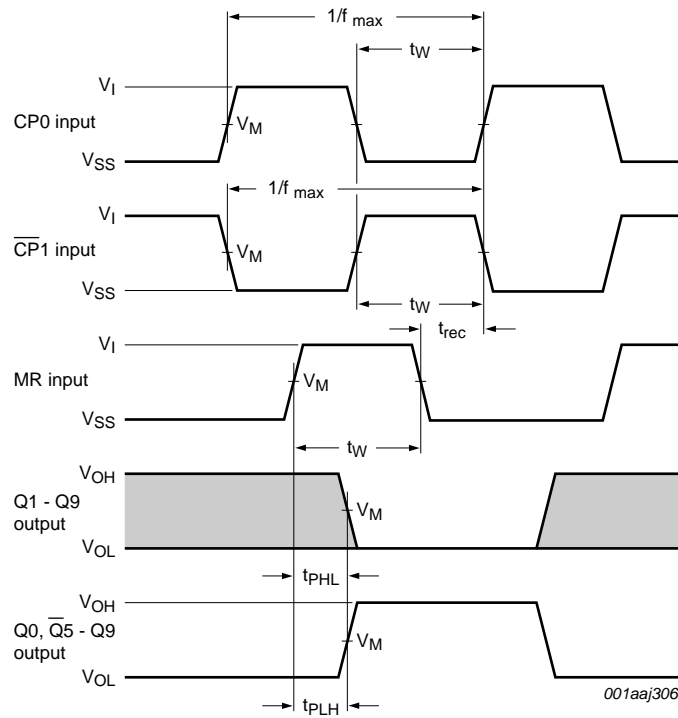 1/f max
tW
VI
CP0 input
VM
VSS
1/f max
VI
CP1 input
VM
VSS
tW
trec
VI
MR input
VM
VSS
tW
VOH
Q1 - Q9
output
VM
VOL
tPHL
VOH
Q0, Q5 - Q9
output
VM
VOL
001aaj306
tPLH